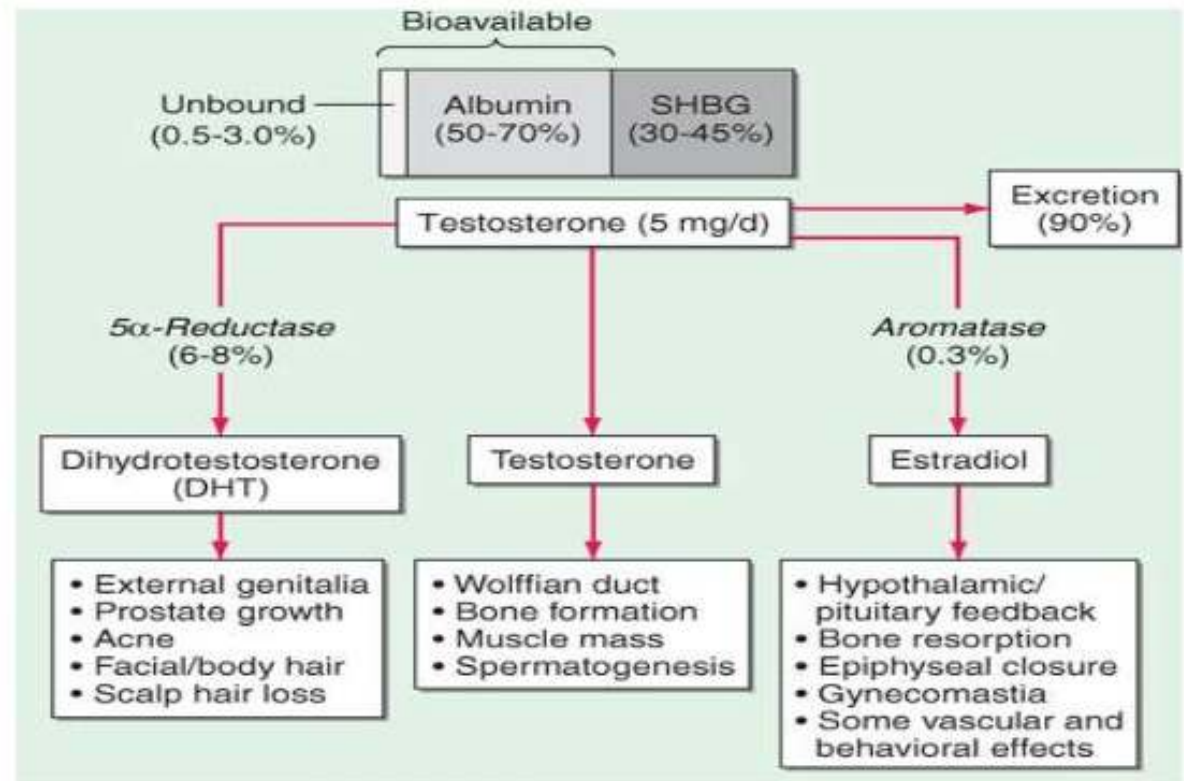 Bioavailable
Unbound
(0.5-3.0%)
Albumin
(50-70%)
SHBG
(30-45%)
Testosterone (5 mg/d)
Excretion
(90%)
5α-Reductase
(6-8%)
Aromatase
(0.3%)
Dihydrotestosterone
(DHT)
Testosterone
Estradiol
• External genitalia
• Prostate growth
• Acne
• Facial/body hair
• Scalp hair loss
• Wolffian duct
• Bone formation
• Muscle mass
• Spermatogenesis
• Hypothalamic/
pituitary feedback
• Bone resorption
• Epiphyseal closure
• Gynecomastia
• Some vascular and
behavioral effects